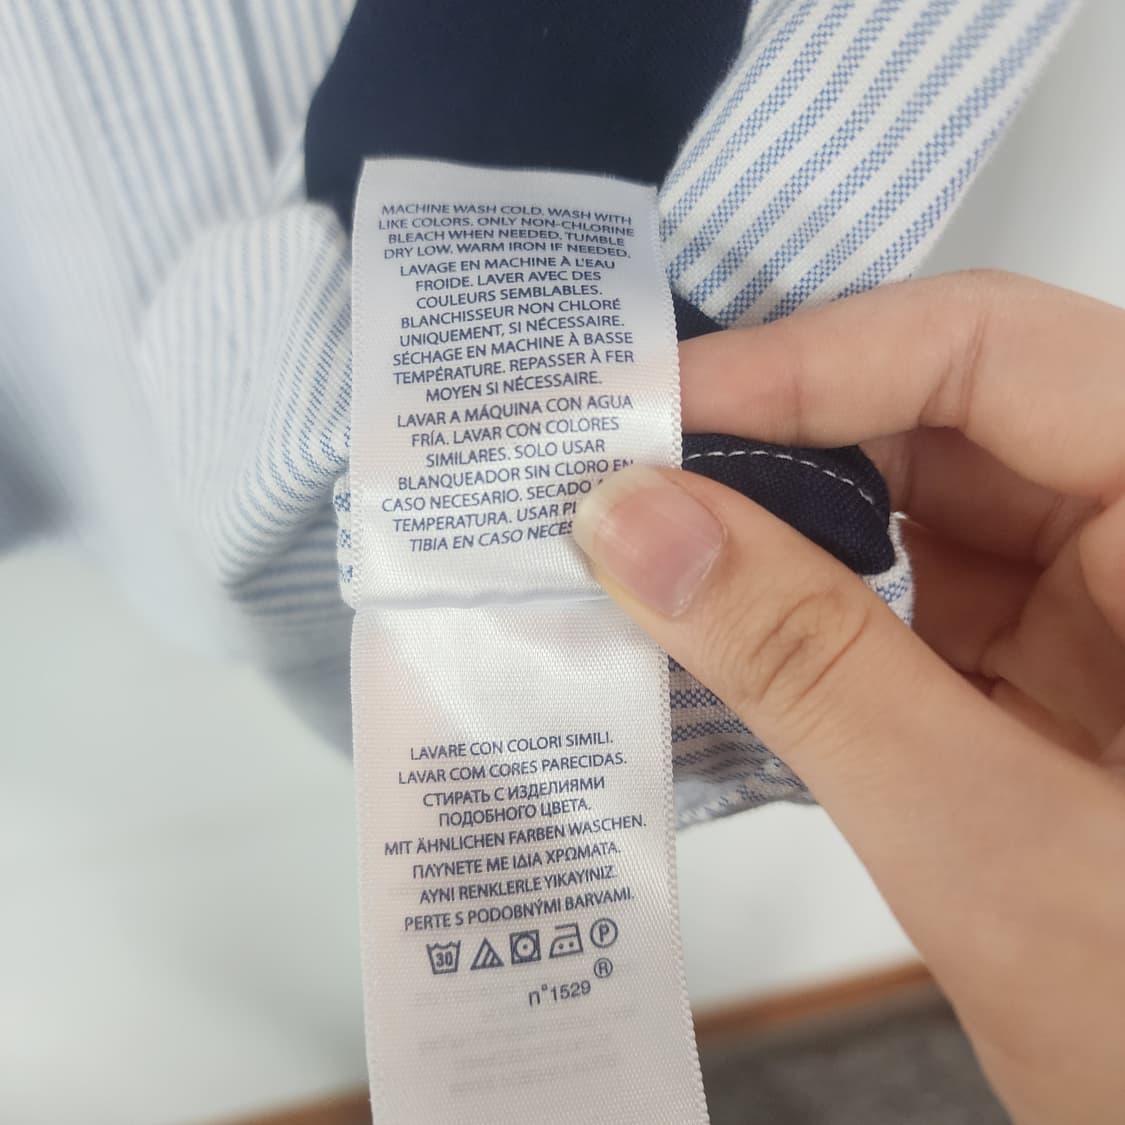 MACHINE WASH COLD. WASH WITH
LIKE COLORS. ONLY NON-CHLORINE
BLEACH WHEN NEEDED. TUMBLE
DRY LOW. WARM IRON IF NEEDED.
LAVAGE EN MACHINE À L'EAU
FROIDE. LAVER AVEC DES
COULEURS SEMBLABLES.
BLANCHISSEUR NON CHLORÉ
UNIQUEMENT, SI NÉCESSAIRE.
SÉCHAGE EN MACHINE À BASSE
TEMPÉRATURE. REPASSER À FER
MOYEN SI NÉCESSAIRE.
LAVAR A MÁQUINA CON AGUA
FRÍA. LAVAR CON COLORES
SIMILARES. SOLO USAR
BLANQUEADOR SIN CLORO EN
CASO NECESARIO. SECADO
TEMPERATURA. USAR
TIBIA EN CASO
LAVARE CON COLORI SIMILI.
LAVAR COM CORES PARECIDAS.
СТИРАТЬ С ИЗДЕЛИЯМИ
ПОДОБНОГО ЦВЕТА.
MIT ÄHNLICHEN FARBEN WASCHEN.
ΠΛΥΝΕΤΕ ΜΕ ΙΔΙΑ ΧΡΩΜΑΤΑ.
AYNI RENKLERLE YIKAYINIZ.
PERTE S PODOBNÝMI BARVAMI.
30 P
®
n°1529